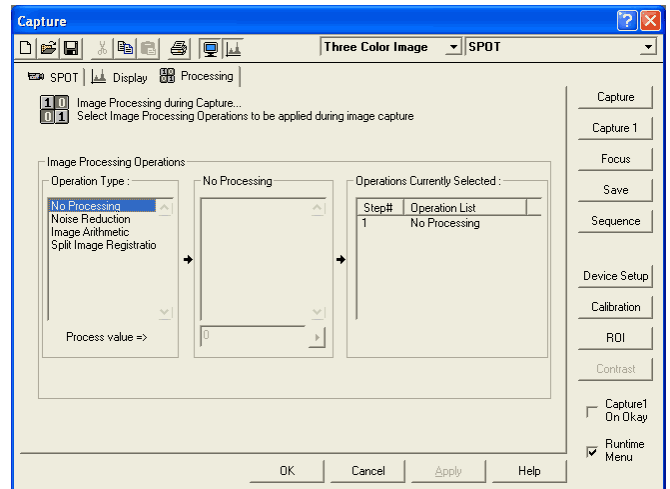 Capture
Three Color Image SPOT
SPOT Display Processing
Image Processing during Capture...
Select Image Processing Operations to be applied during image capture
Image Processing Operations
Operation Type :
No Processing
Noise Reduction
Image Arithmetic
Split Image Registratio
Process value =>
No Processing
0
Operations Currently Selected :
Step# Operation List
1 No Processing
Capture
Capture 1
Focus
Save
Sequence
Device Setup
Calibration
ROI
Contrast
Capture1
On Okay
Runtime
Menu
OK Cancel Apply Help